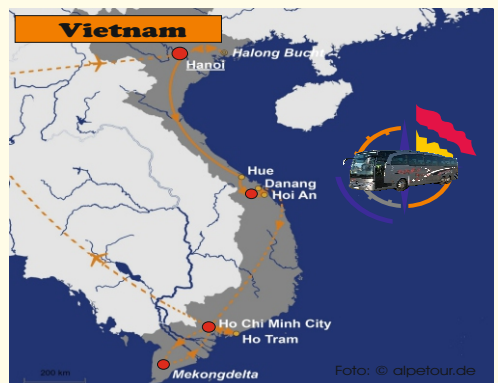 Vietnam
Halong Bucht
Hanoi
Hue
Danang
Hoi An
Ho Chi Minh City
Ho Tram
Mekongdelta
200 km
Foto: © alpetour.de